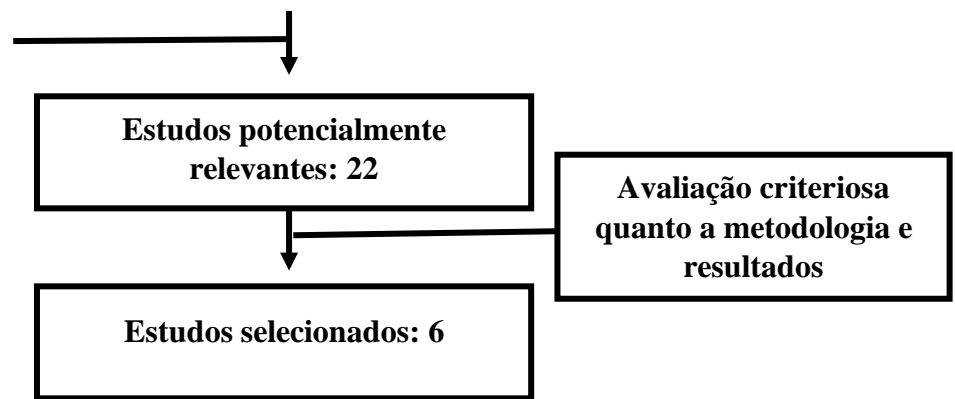 Estudos potencialmente
relevantes: 22
Avaliação criteriosa
quanto a metodologia e
resultados
Estudos selecionados: 6